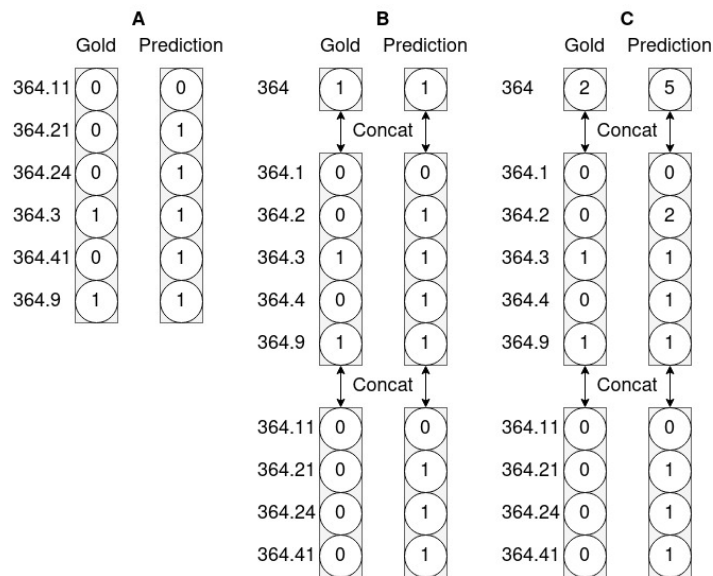 A
Gold Prediction
364.11 0 0
364.21 0 1
364.24 0 1
364.3 1 1
364.41 0 1
364.9 1 1
B
Gold Prediction
364 1 1
Concat
364.1 0 0
364.2 0 1
364.3 1 1
364.4 0 1
364.9 1 1
Concat
364.11 0 0
364.21 0 1
364.24 0 1
364.41 0 1
C
Gold Prediction
364 2 5
Concat
364.1 0 0
364.2 0 2
364.3 1 1
364.4 0 1
364.9 1 1
Concat
364.11 0 0
364.21 0 1
364.24 0 1
364.41 0 1